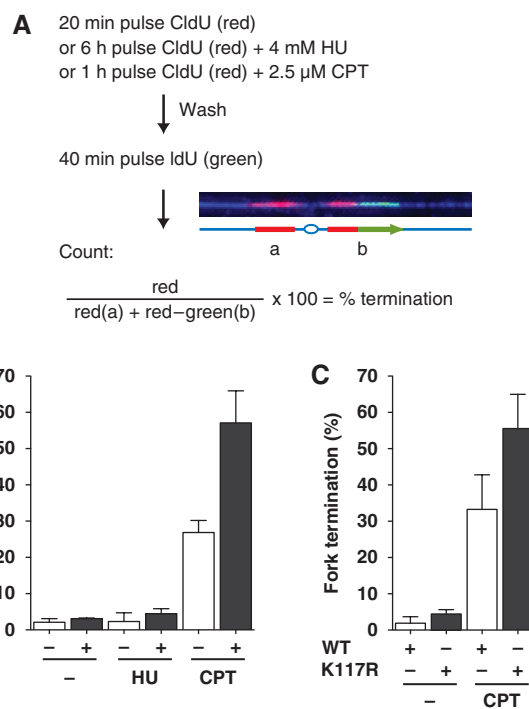 A
20 min pulse CldU (red)
or 6 h pulse CldU (red) + 4 mM HU
or 1 h pulse CldU (red) + 2.5 µM CPT
Wash
40 min pulse IdU (green)
Count:
a b
red
red(a) + red–green(b)
x 100 = % termination
70
60
50
40
30
20
10
0
– + – + – +
– HU CPT
C
Fork termination (%)
70
60
50
40
30
20
10
0
WT + – + –
K117R – + – +
– CPT